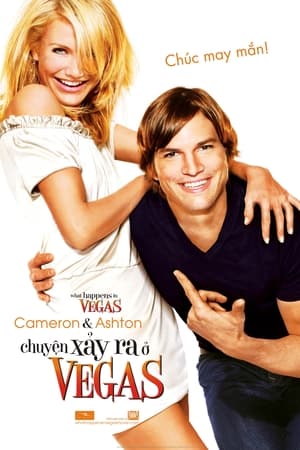 Chúc may mắn!
what happens in
VEGAS
Cameron & Ashton
chuyện xảy ra ở
VEGAS